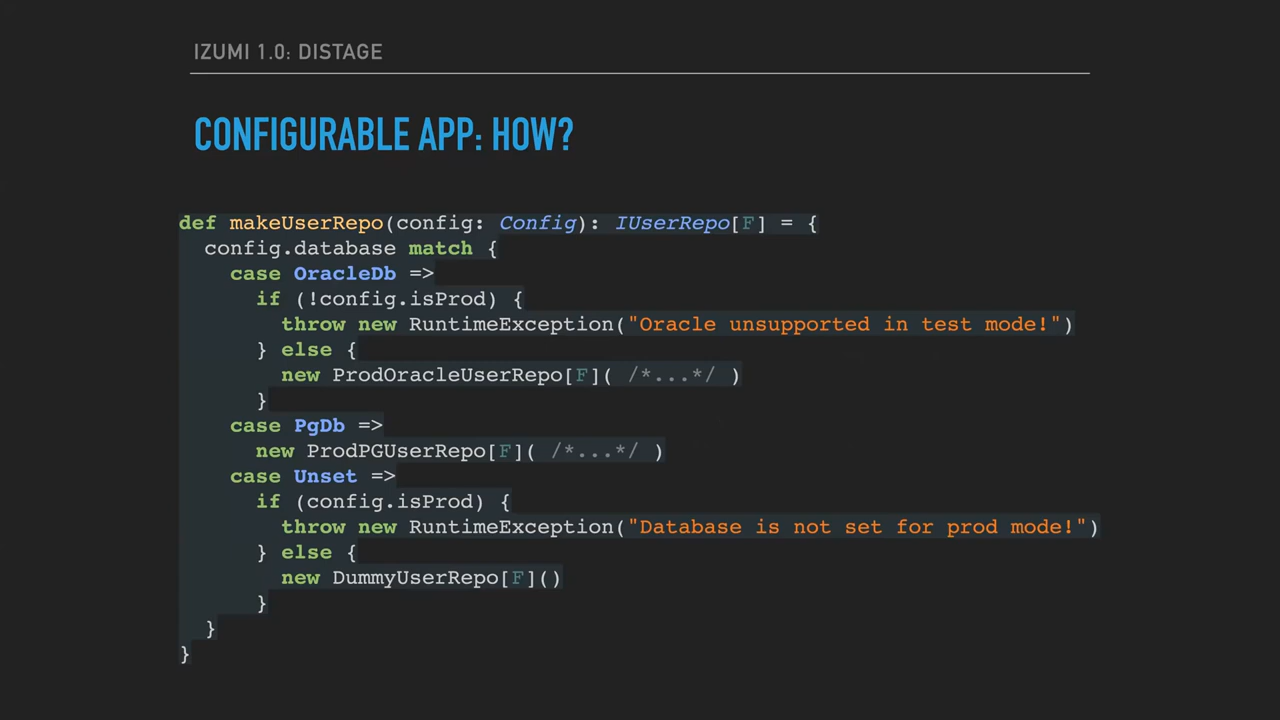 IZUMI 1.0: DISTAGE
CONFIGURABLE APP: HOW?
def makeUserRepo(config: Config): IUserRepo[F] = {
  config.database match {
    case OracleDb =>
      if (!config.isProd) {
        throw new RuntimeException("Oracle unsupported in test mode!")
      } else {
        new ProdOracleUserRepo[F]( /*...*/ )
      }
    case PgDb =>
      new ProdPGUserRepo[F]( /*...*/ )
    case Unset =>
      if (config.isProd) {
        throw new RuntimeException("Database is not set for prod mode!")
      } else {
        new DummyUserRepo[F]()
      }
  }
}